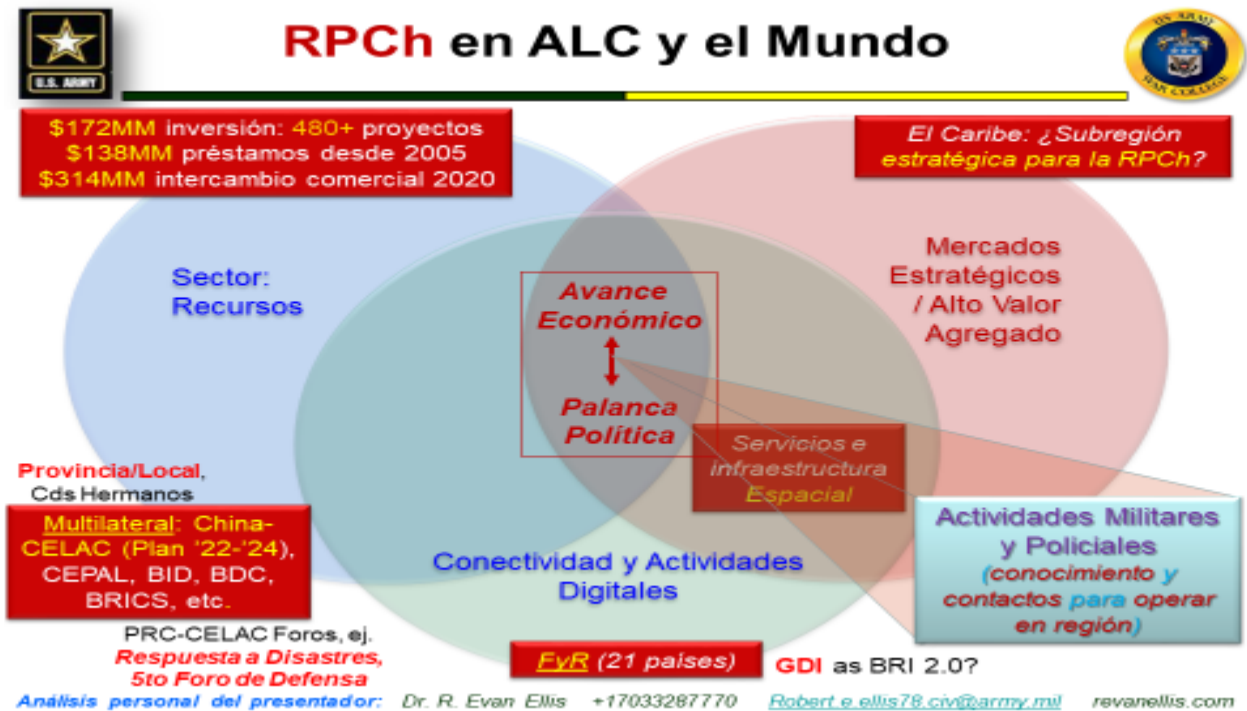 RPCh en ALC y el Mundo
U.S. ARMY
US ARMY
WAR COLLEGE
$172MM inversión: 480+ proyectos
$138MM préstamos desde 2005
$314MM intercambio comercial 2020
El Caribe: ¿Subregión
estratégica para la RPCh?
Sector:
Recursos
Mercados
Estratégicos
/ Alto Valor
Agregado
Avance
Económico
Palanca
Política
Servicios e
infraestructura
Espacial
Provincia/Local,
Cds Hermanos
Multilateral: China-
CELAC (Plan '22-'24),
CEPAL, BID, BDC,
BRICS, etc.
Actividades Militares
y Policiales
(conocimiento y
contactos para operar
en región)
Conectividad y Actividades
Digitales
PRC-CELAC Foros, ej.
Respuesta a Disastres,
5to Foro de Defensa
FyR (21 países)
GDI as BRI 2.0?
Análisis personal del presentador: Dr. R. Evan Ellis +17033287770 Robert.e.ellis78.civ@army.mil revanellis.com